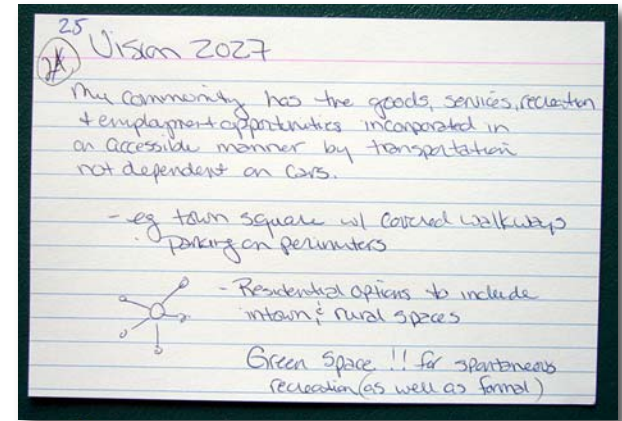 25
Vision 2027
My community has the goods, services, recreation
+ employment opportunities incorporated in
an accessible manner by transportation
not dependent on cars.
- eg town square w/ covered walkways
· parking on perimeters
- Residential options to include
intown & rural spaces
Green Space !! for spontaneous
recreation (as well as formal)